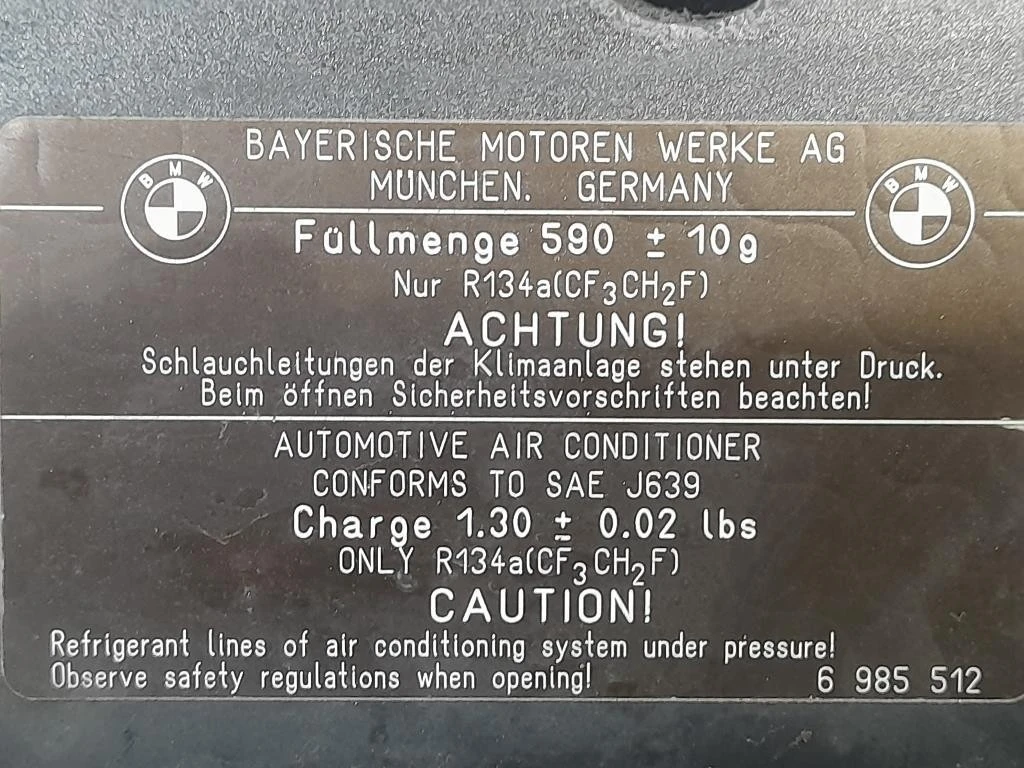 BAYERISCHE MOTOREN WERKE AG
MÜNCHEN. GERMANY
BMW
BMW
Füllmenge 590 ± 10g
Nur R134a(CF₃CH₂F)
ACHTUNG!
Schlauchleitungen der Klimaanlage stehen unter Druck.
Beim öffnen Sicherheitsvorschriften beachten!
AUTOMOTIVE AIR CONDITIONER
CONFORMS TO SAE J639
Charge 1.30 ± 0.02 lbs
ONLY R134a(CF₃CH₂F)
CAUTION!
Refrigerant lines of air conditioning system under pressure!
Observe safety regulations when opening! 6 985 512